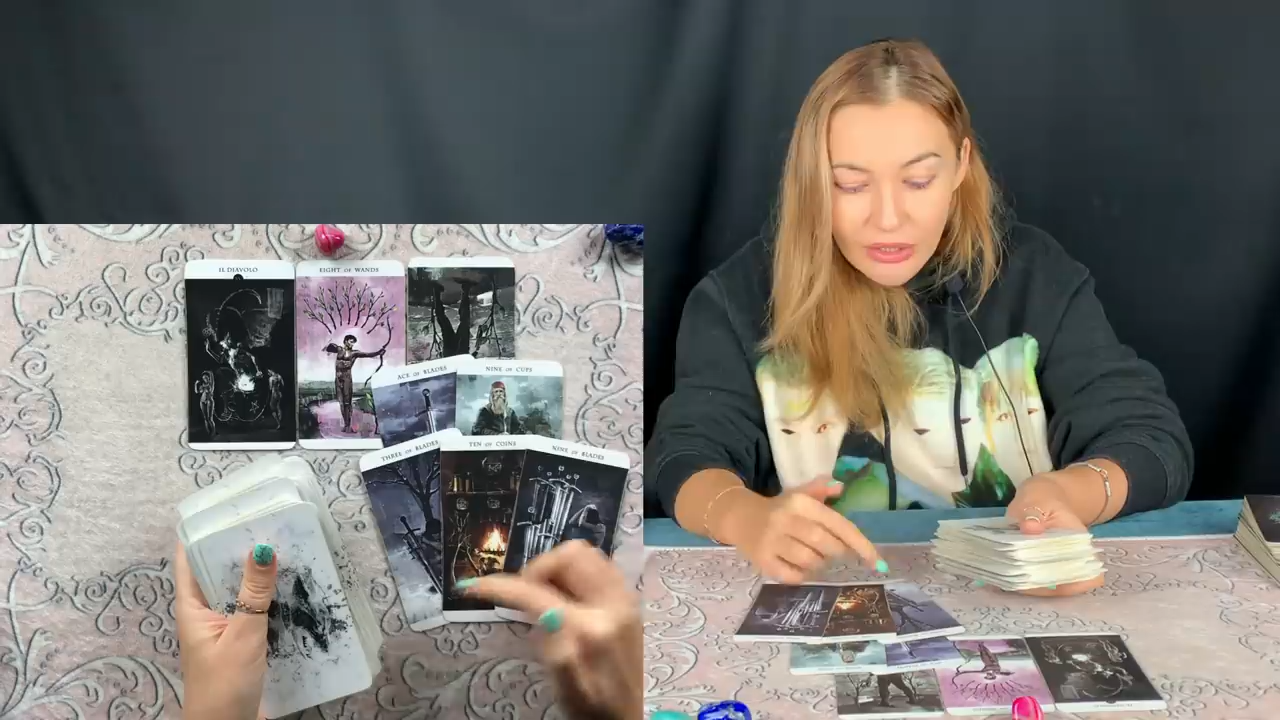 IL DIAVOLO
EIGHT OF WANDS
ACE OF BLADES
NINE OF CUPS
THREE OF BLADES
TEN OF COINS
NINE OF BLADES